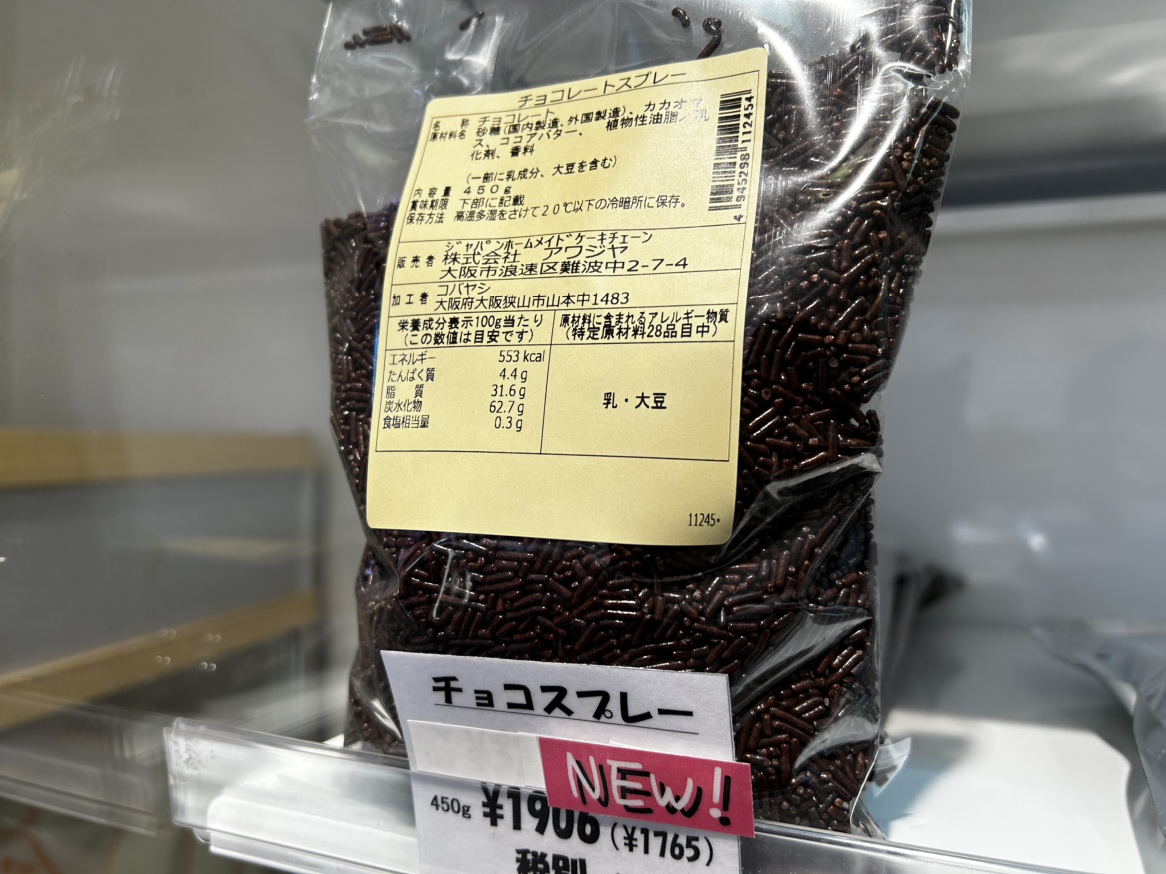 チョコレートスプレー
名 称 チョコレート
原材料名 砂糖(国内製造、外国製造)、カカオマ
ス、ココアバター、植物性油脂/乳
化剤、香料
(一部に乳成分、大豆を含む)
内 容 量 450g
賞味期限 下部に記載
保存方法 高温多湿をさけて20℃以下の冷暗所に保存。
4 945298 112454
ジャパンホームメイドケーキチェーン
販 売 者 株式会社 アワジヤ
大阪市浪速区難波中2-7-4
加 工 者 コバヤシ
大阪府大阪狭山市山本中1483
栄養成分表示100g当たり
(この数値は目安です)
エネルギー 553 kcal
たんぱく質 4.4 g
脂 質 31.6 g
炭水化物 62.7 g
食塩相当量 0.3 g
原材料に含まれるアレルギー物質
(特定原材料28品目中)
乳・大豆
11245*
チョコスプレー
NEW!
450g ¥1906 (¥1765)
税別